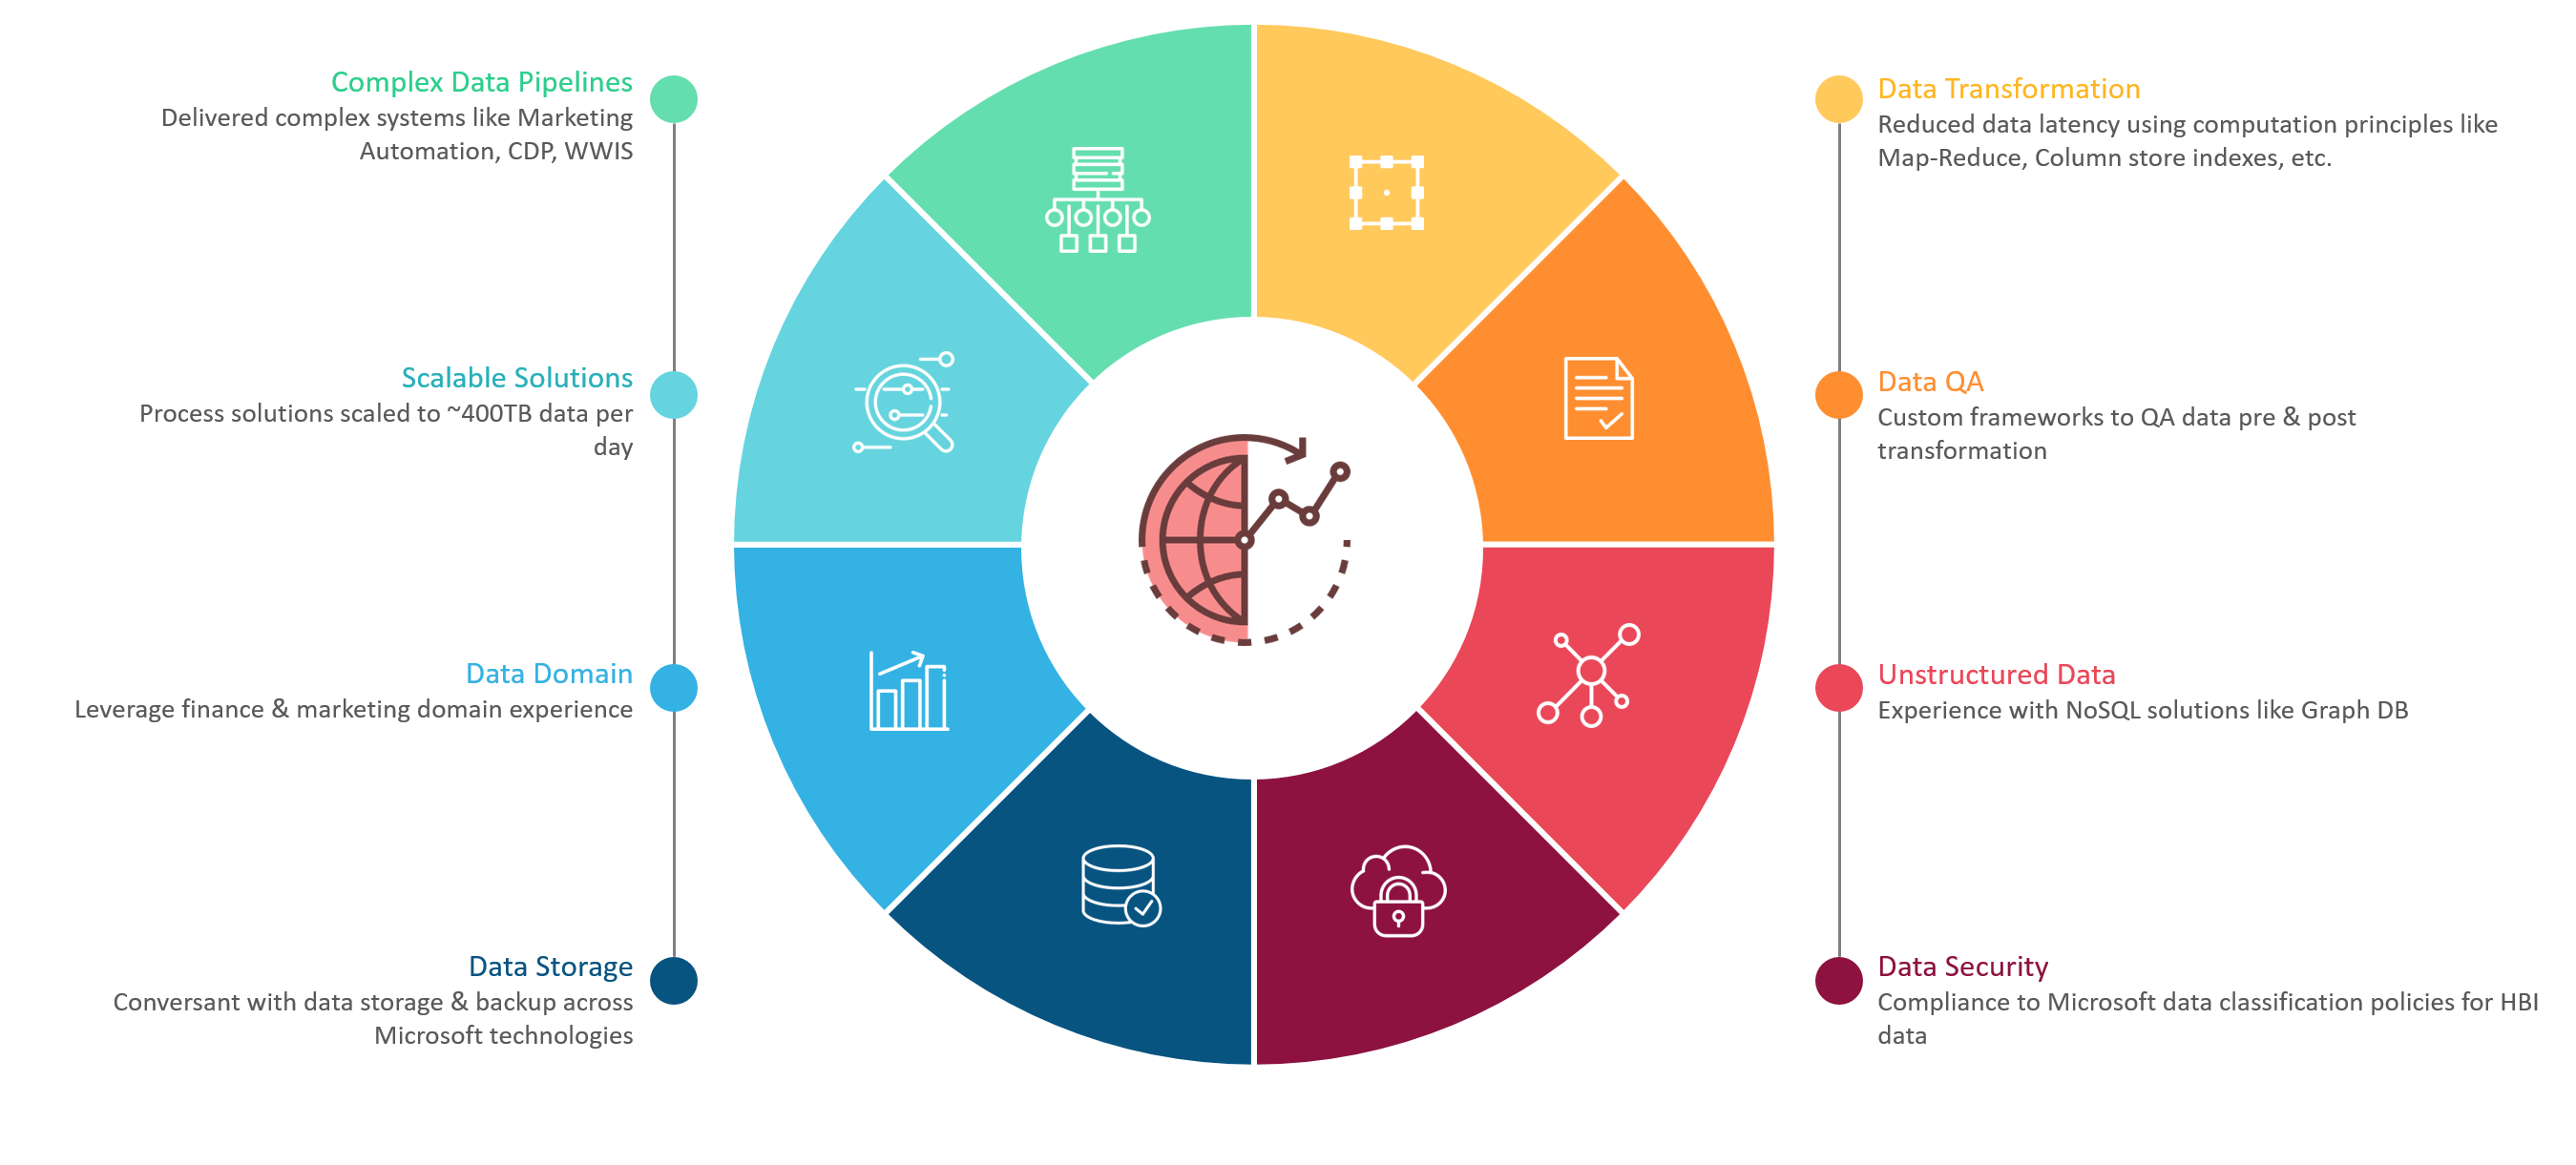 Complex Data Pipelines
Delivered complex systems like Marketing
Automation, CDP, WWIS
Scalable Solutions
Process solutions scaled to ~400TB data per
day
Data Domain
Leverage finance & marketing domain experience
Data Storage
Conversant with data storage & backup across
Microsoft technologies
Data Transformation
Reduced data latency using computation principles like
Map-Reduce, Column store indexes, etc.
Data QA
Custom frameworks to QA data pre & post
transformation
Unstructured Data
Experience with NoSQL solutions like Graph DB
Data Security
Compliance to Microsoft data classification policies for HBI
data